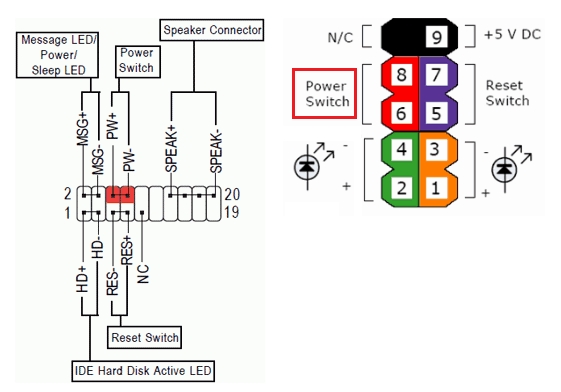 Speaker Connector
Message LED/
Power/
Sleep LED
Power
Switch
MSG+
MSG-
PW+
PW-
SPEAK+
SPEAK-
2
20
1
19
HD+
HD-
RES-
RES+
NC
Reset Switch
IDE Hard Disk Active LED
N/C
9
+5 V DC
Power
Switch
8
7
6
5
Reset
Switch
-
4
3
-
+
2
1
+